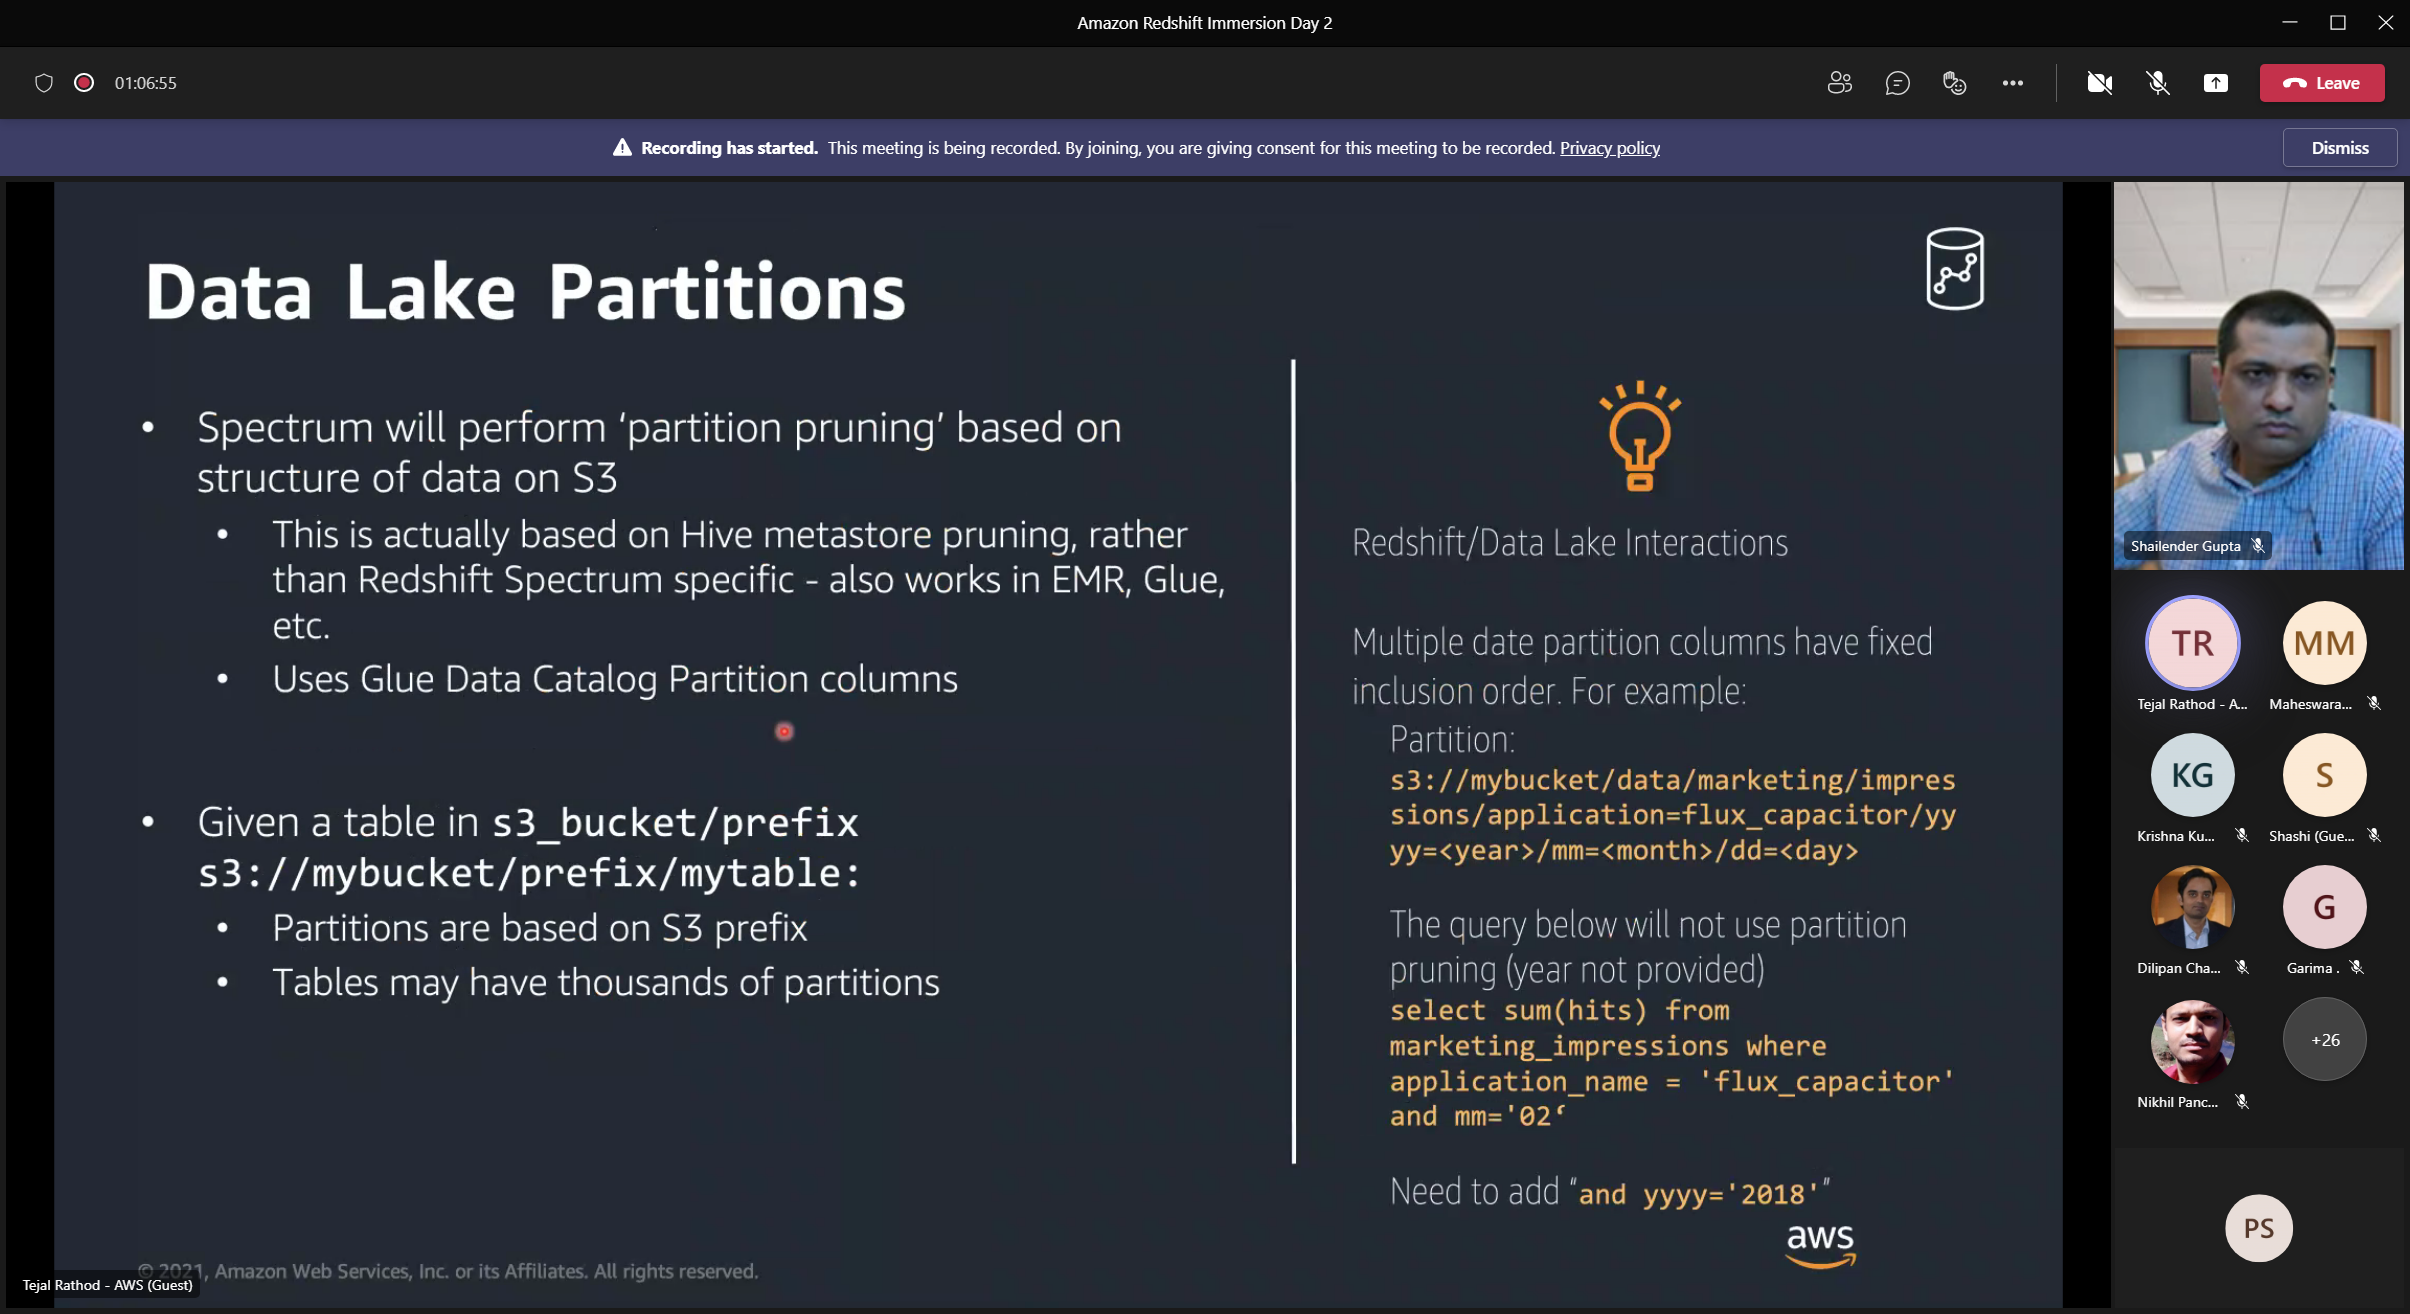 Amazon Redshift Immersion Day 2
01:06:55
Leave
Recording has started. This meeting is being recorded. By joining, you are giving consent for this meeting to be recorded. Privacy policy
Dismiss
Data Lake Partitions
• Spectrum will perform ‘partition pruning’ based on
structure of data on S3
• This is actually based on Hive metastore pruning, rather
than Redshift Spectrum specific - also works in EMR, Glue,
etc.
• Uses Glue Data Catalog Partition columns
• Given a table in s3_bucket/prefix
s3://mybucket/prefix/mytable:
• Partitions are based on S3 prefix
• Tables may have thousands of partitions
Redshift/Data Lake Interactions
Multiple date partition columns have fixed
inclusion order. For example:
Partition:
s3://mybucket/data/marketing/impres
sions/application=flux_capacitor/yy
yy=<year>/mm=<month>/dd=<day>
The query below will not use partition
pruning (year not provided)
select sum(hits) from
marketing_impressions where
application_name = 'flux_capacitor'
and mm='02‘
Need to add “and yyyy='2018'”
aws
© 2021, Amazon Web Services, Inc. or its Affiliates. All rights reserved.
Tejal Rathod - AWS (Guest)
Shailender Gupta
TR
MM
Tejal Rathod - A...
Maheswara...
KG
S
Krishna Ku...
Shashi (Gue...
G
Dilipan Cha...
Garima .
+26
Nikhil Panc...
PS